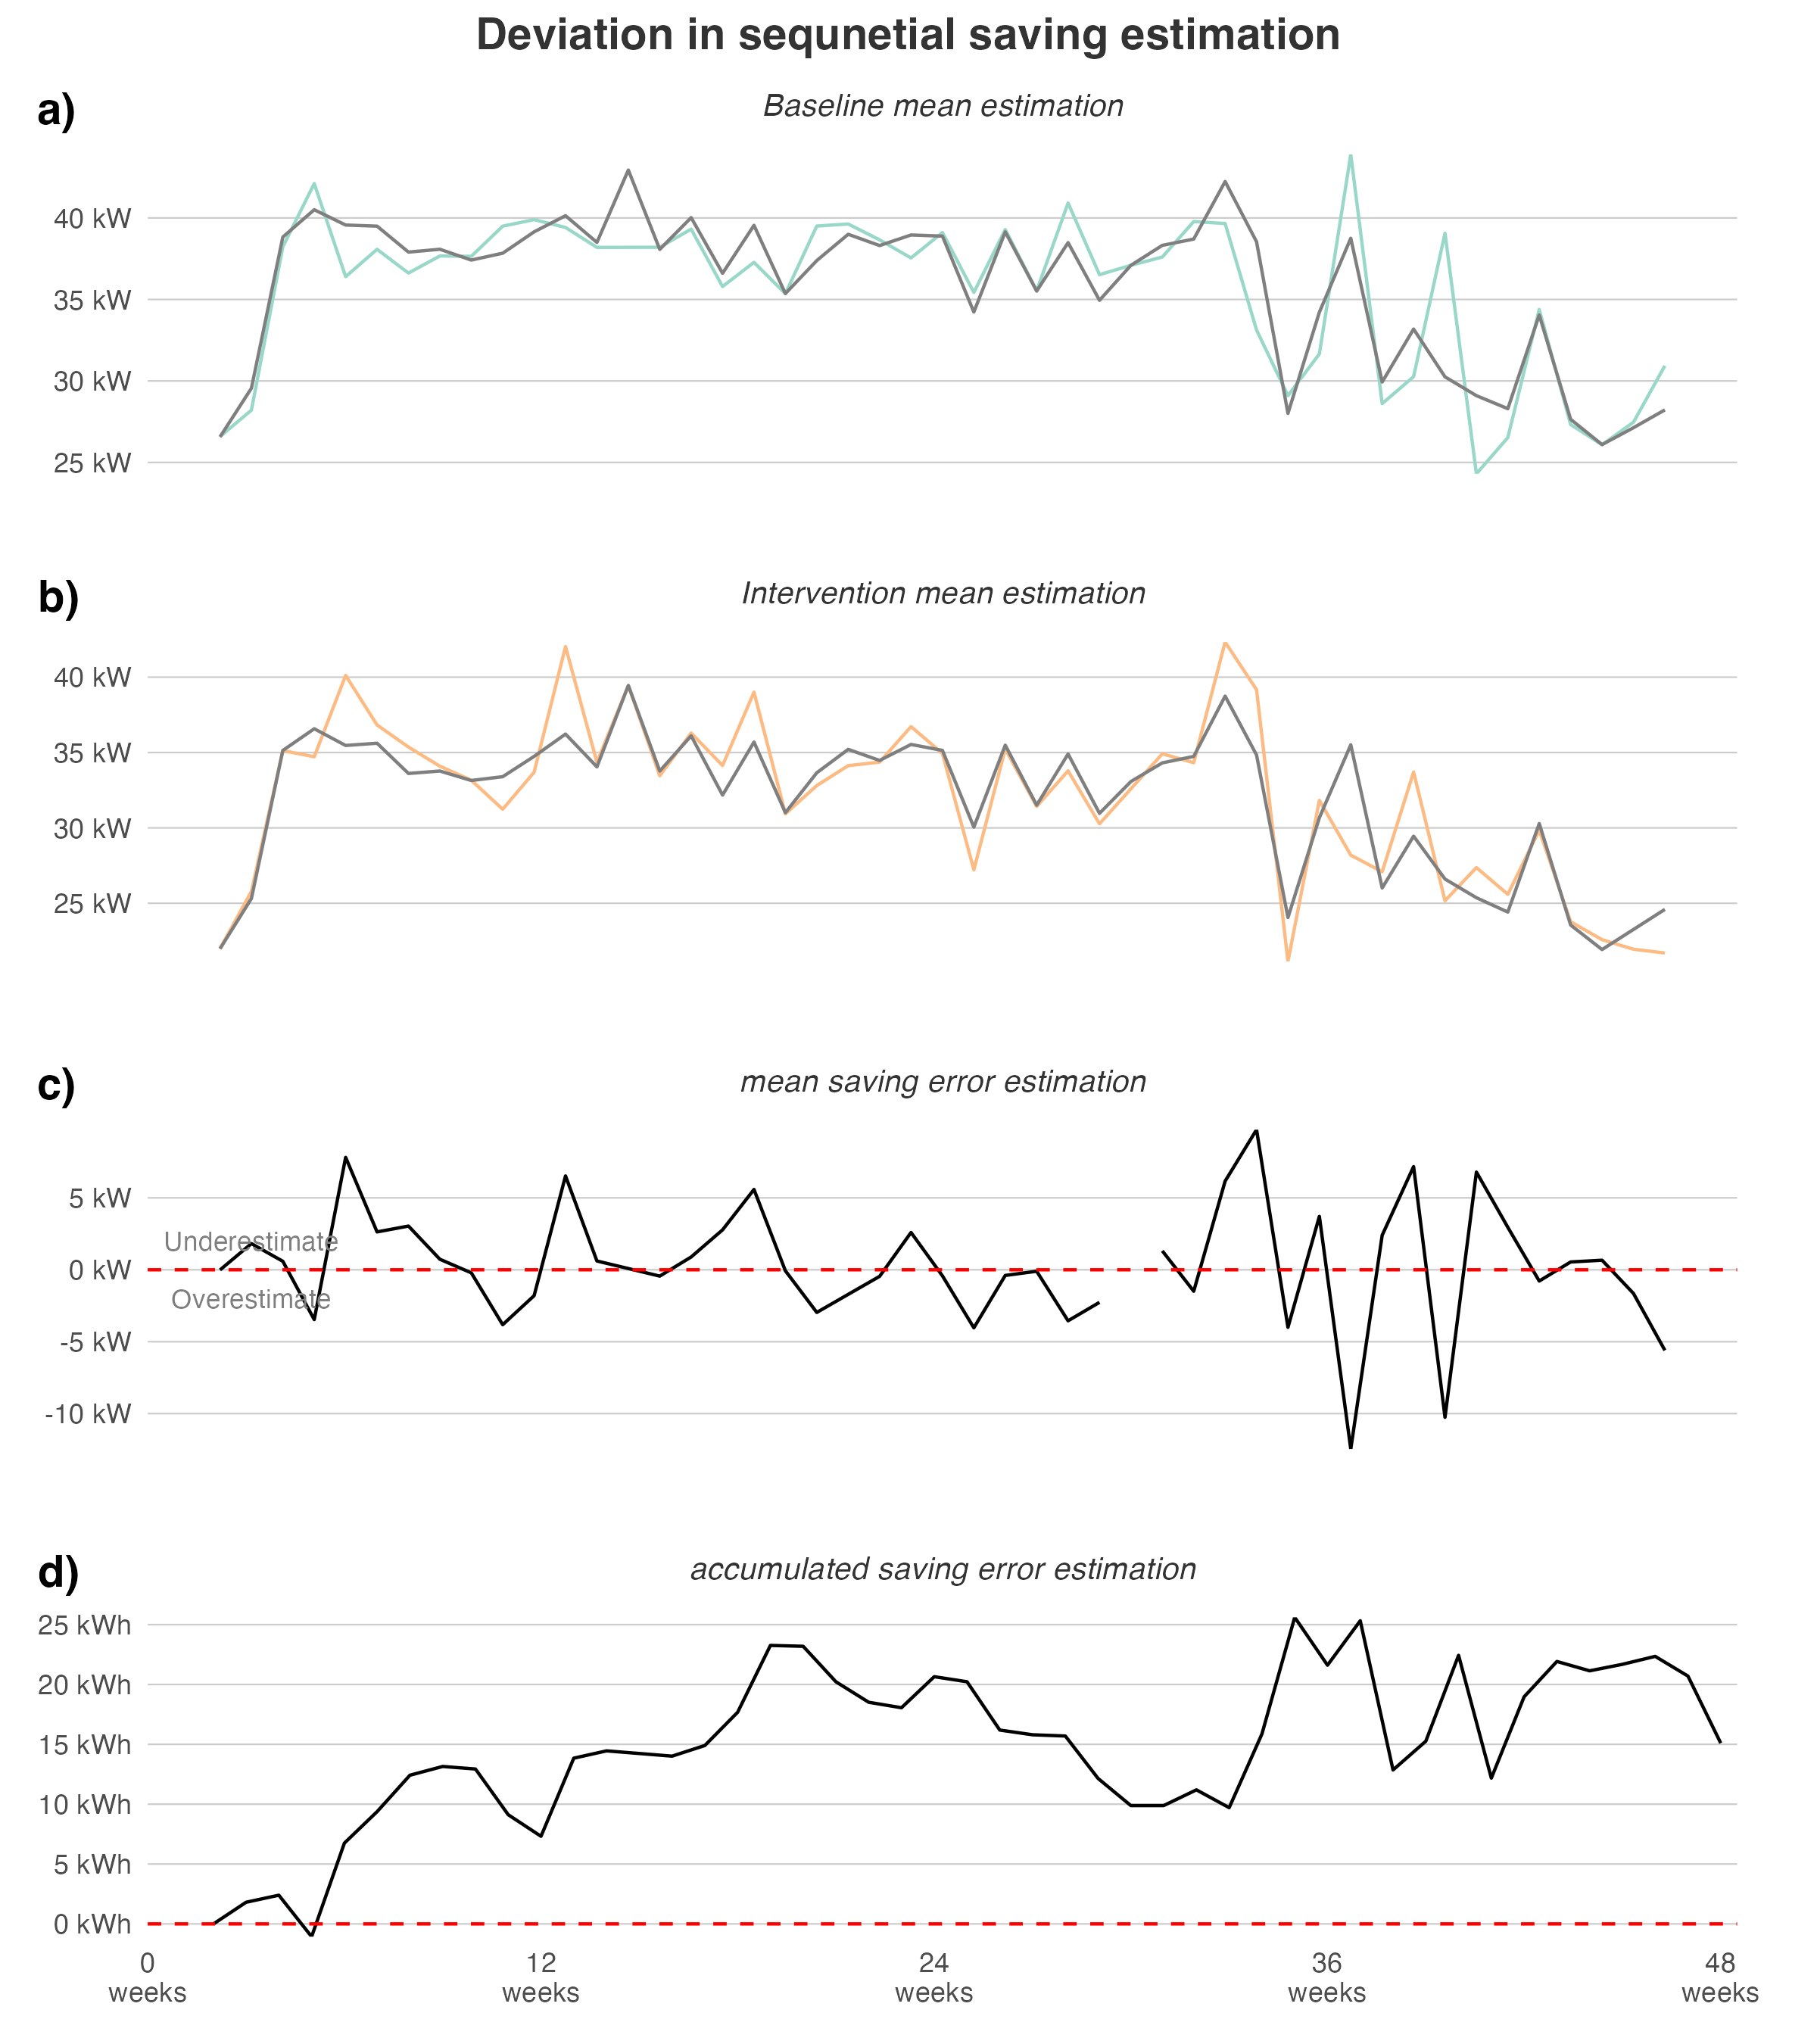 Deviation in sequnetial saving estimation
a)
Baseline mean estimation
40 kW
35 kW
30 kW
25 kW
b)
Intervention mean estimation
40 kW
35 kW
30 kW
25 kW
c)
mean saving error estimation
5 kW
Underestimate
0 kW
Overestimate
-5 kW
-10 kW
d)
accumulated saving error estimation
25 kWh
20 kWh
15 kWh
10 kWh
5 kWh
0 kWh
0 12 24 36 48
weeks weeks weeks weeks weeks